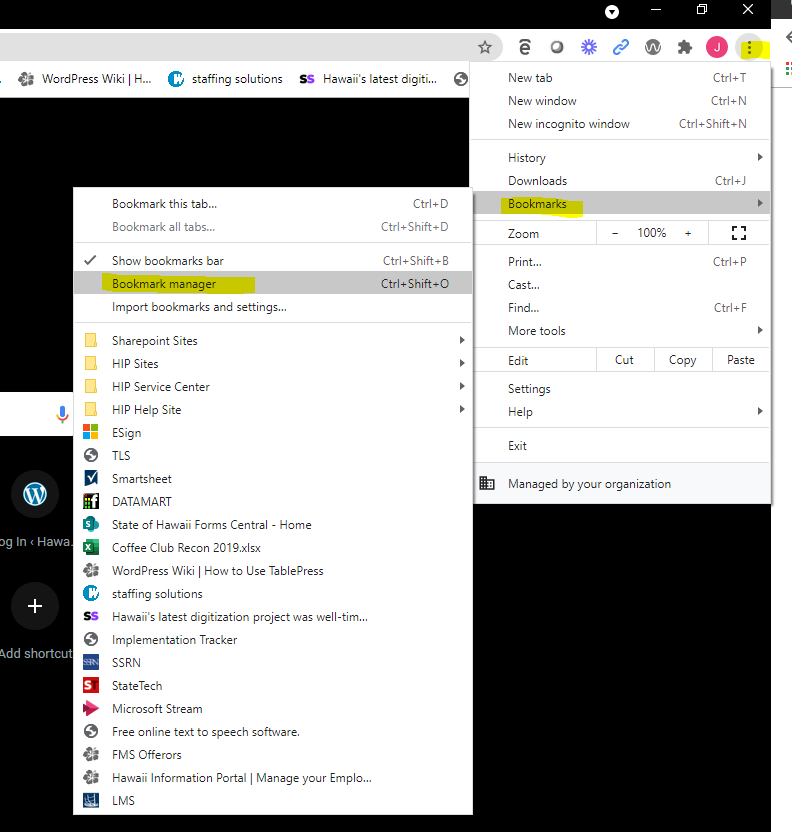 WordPress Wiki | H...
staffing solutions
SS
Hawaii's latest digiti...
J
New tab Ctrl+T
New window Ctrl+N
New incognito window Ctrl+Shift+N
History
Downloads Ctrl+J
Bookmarks
Zoom - 100% +
Print... Ctrl+P
Cast...
Find... Ctrl+F
More tools
Edit Cut Copy Paste
Settings
Help
Exit
Managed by your organization
Bookmark this tab... Ctrl+D
Bookmark all tabs... Ctrl+Shift+D
Show bookmarks bar Ctrl+Shift+B
Bookmark manager Ctrl+Shift+O
Import bookmarks and settings...
Sharepoint Sites
HIP Sites
HIP Service Center
HIP Help Site
ESign
TLS
Smartsheet
DATAMART
State of Hawaii Forms Central - Home
Coffee Club Recon 2019.xlsx
WordPress Wiki | How to Use TablePress
staffing solutions
SS Hawaii's latest digitization project was well-tim...
Implementation Tracker
SSRN SSRN
ST StateTech
Microsoft Stream
Free online text to speech software.
FMS Offerors
Hawaii Information Portal | Manage your Emplo...
LMS
og In ‹ Hawa...
Add shortcut